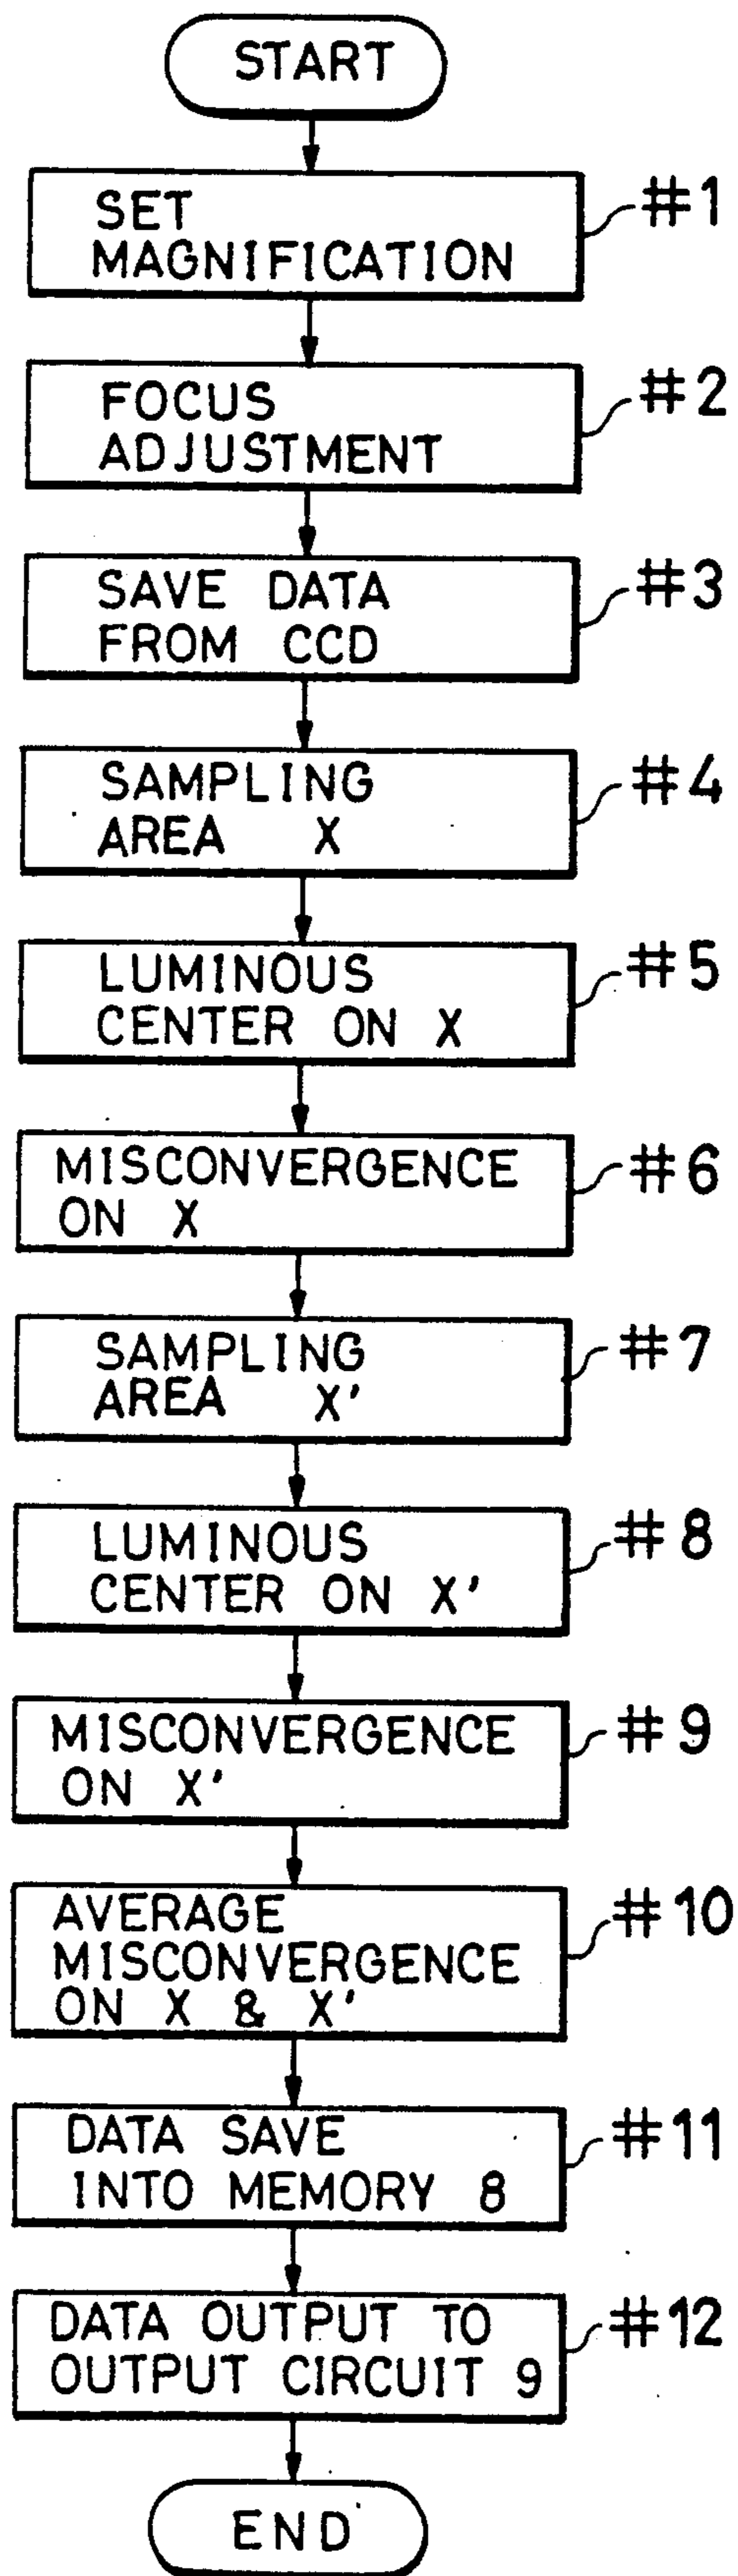 START
SET
MAGNIFICATION
#1
FOCUS
ADJUSTMENT
#2
SAVE DATA
FROM CCD
#3
SAMPLING
AREA X
#4
LUMINOUS
CENTER ON X
#5
MISCONVERGENCE
ON X
#6
SAMPLING
AREA X'
#7
LUMINOUS
CENTER ON X'
#8
MISCONVERGENCE
ON X'
#9
AVERAGE
MISCONVERGENCE
ON X & X'
#10
DATA SAVE
INTO MEMORY 8
#11
DATA OUTPUT TO
OUTPUT CIRCUIT 9
#12
END